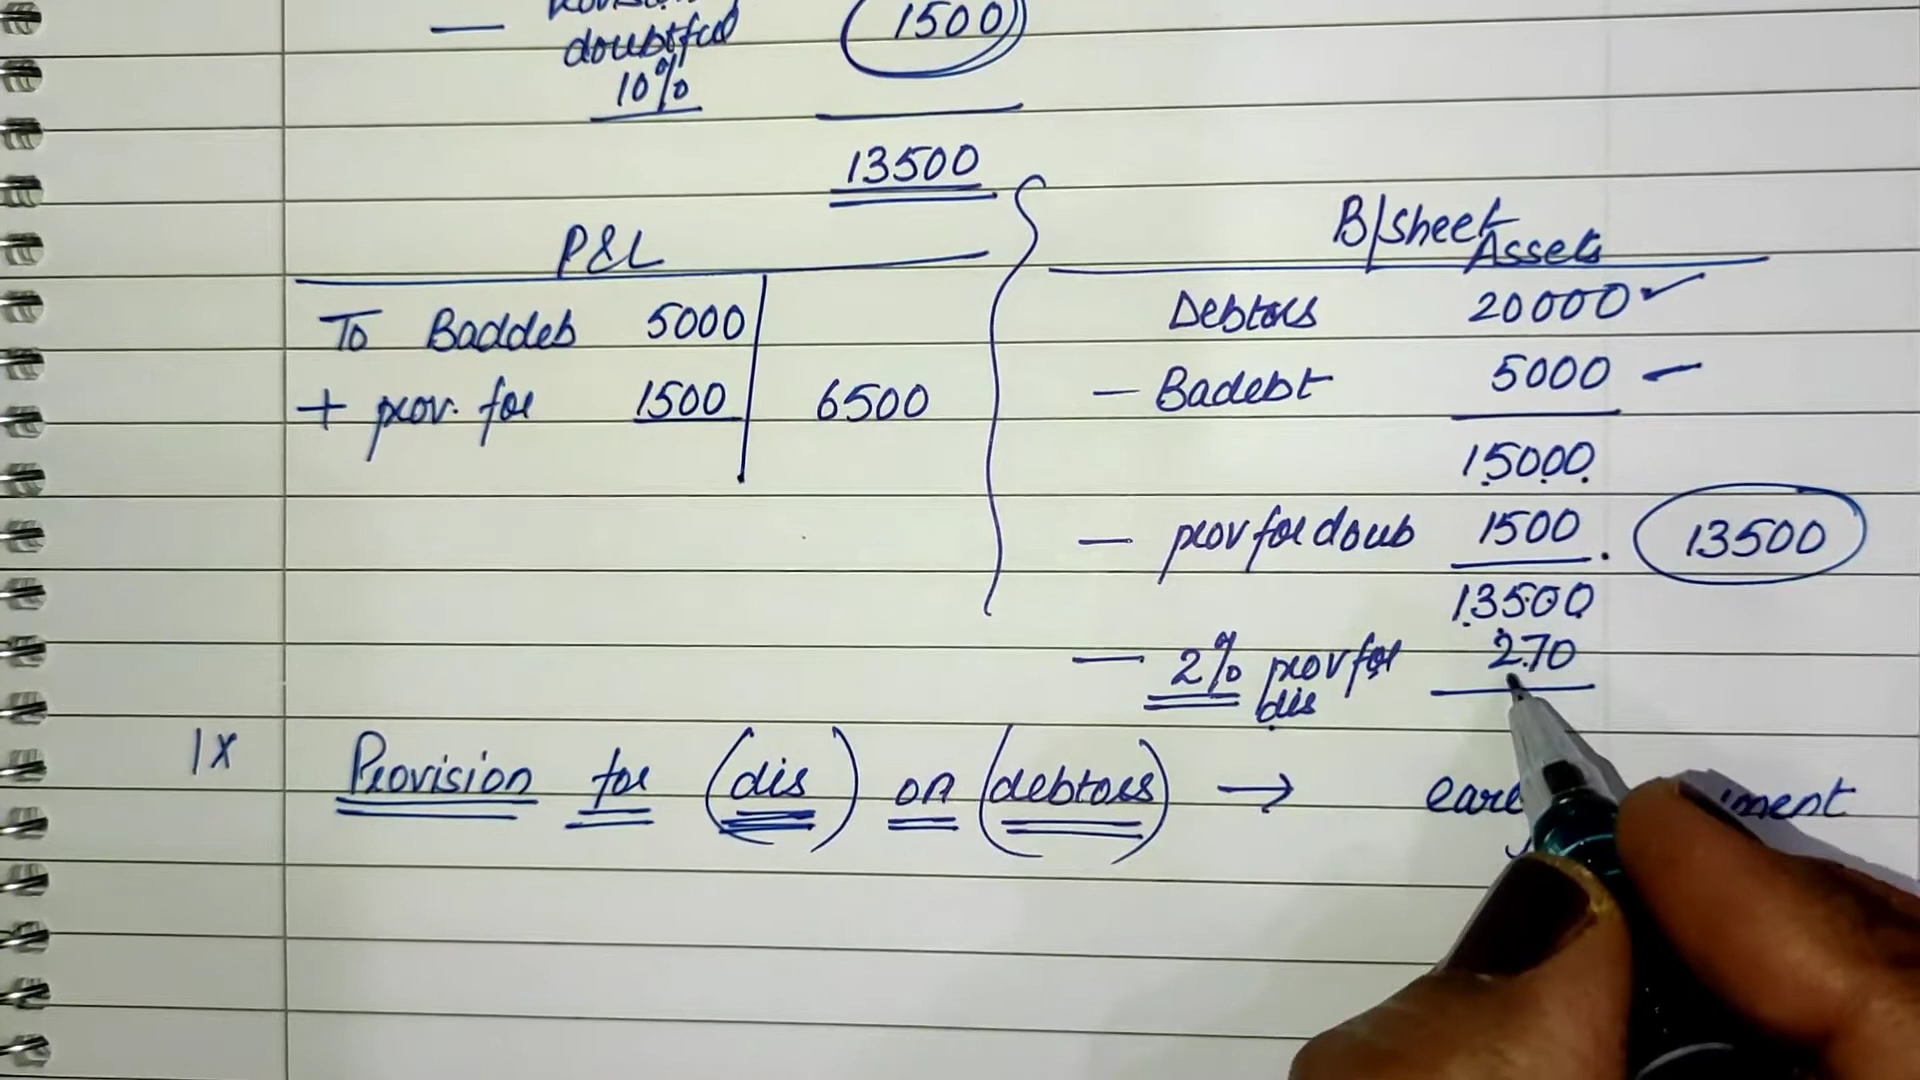 1500
— doubtful
10%
13500
P&L
To Baddeb 5000
+ prov. for 1500 6500
B/Sheet
Assets
Debtors 20000 ✓
— Badebt 5000 —
15000
— prov for doub 1500 . 13500
13500
— 2% prov for 270
dis
IX Provision for (dis) on (debtors) →